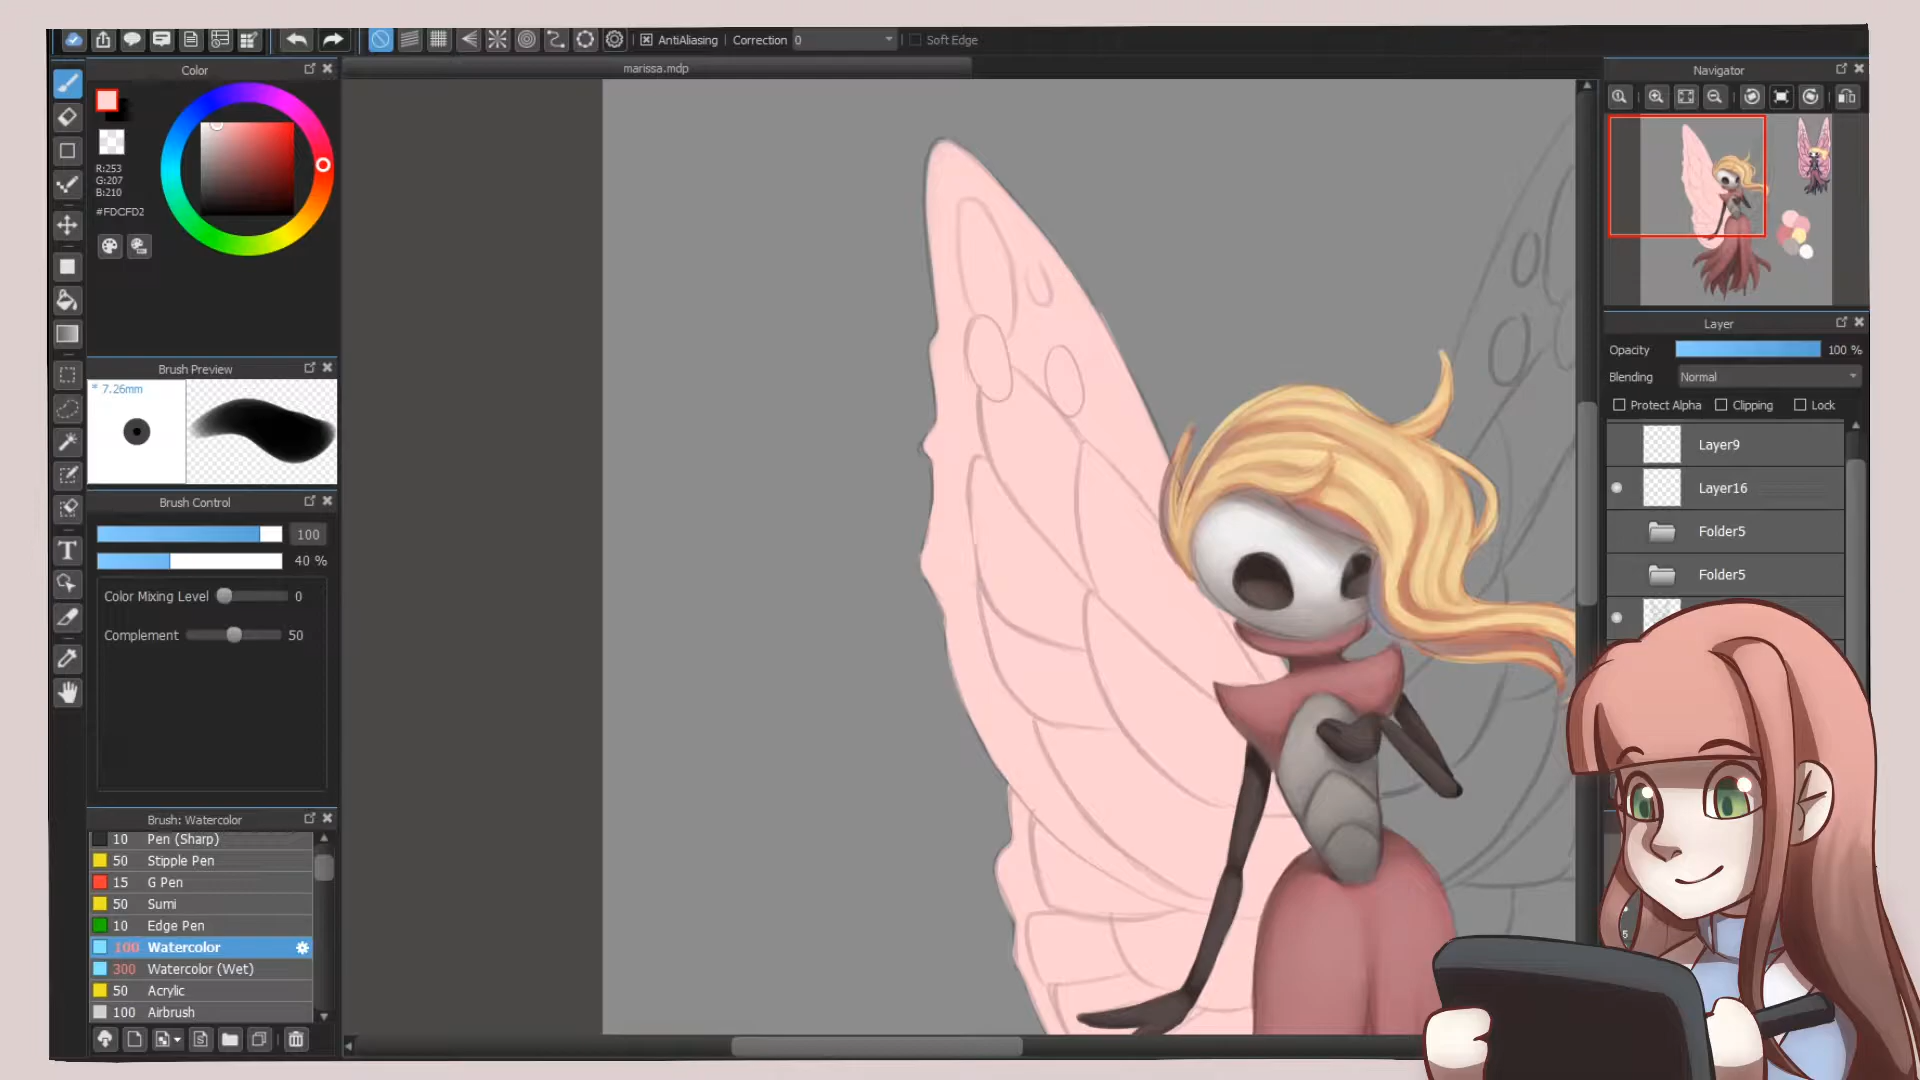 AntiAliasing
Correction 0
Soft Edge
Color
marissa.mdp
Navigator
R:253
G:207
B:210
#FDCFD2
Layer
Opacity 100 %
Blending Normal
Protect Alpha Clipping Lock
Brush Preview
* 7.26mm
Layer9
Layer16
Folder5
Folder5
Brush Control
100
40 %
Color Mixing Level 0
Complement 50
Brush: Watercolor
10 Pen (Sharp)
50 Stipple Pen
15 G Pen
50 Sumi
10 Edge Pen
100 Watercolor
300 Watercolor (Wet)
50 Acrylic
100 Airbrush
T
S
5